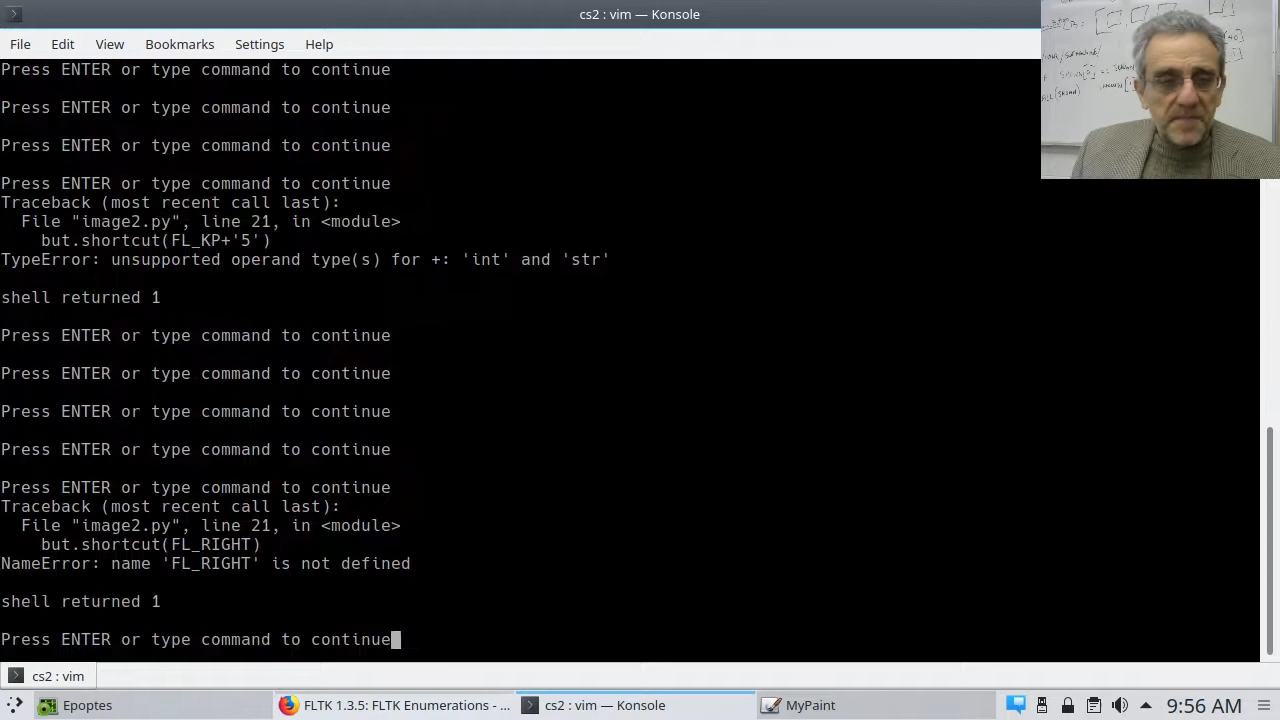 cs2 : vim — Konsole
File Edit View Bookmarks Settings Help
Press ENTER or type command to continue
Press ENTER or type command to continue
Press ENTER or type command to continue
Press ENTER or type command to continue
Traceback (most recent call last):
File "image2.py", line 21, in <module>
but.shortcut(FL_KP+'5')
TypeError: unsupported operand type(s) for +: 'int' and 'str'
shell returned 1
Press ENTER or type command to continue
Press ENTER or type command to continue
Press ENTER or type command to continue
Press ENTER or type command to continue
Press ENTER or type command to continue
Traceback (most recent call last):
File "image2.py", line 21, in <module>
but.shortcut(FL_RIGHT)
NameError: name 'FL_RIGHT' is not defined
shell returned 1
Press ENTER or type command to continue
cs2 : vim
Epoptes FLTK 1.3.5: FLTK Enumerations - ... cs2 : vim — Konsole MyPaint 9:56 AM